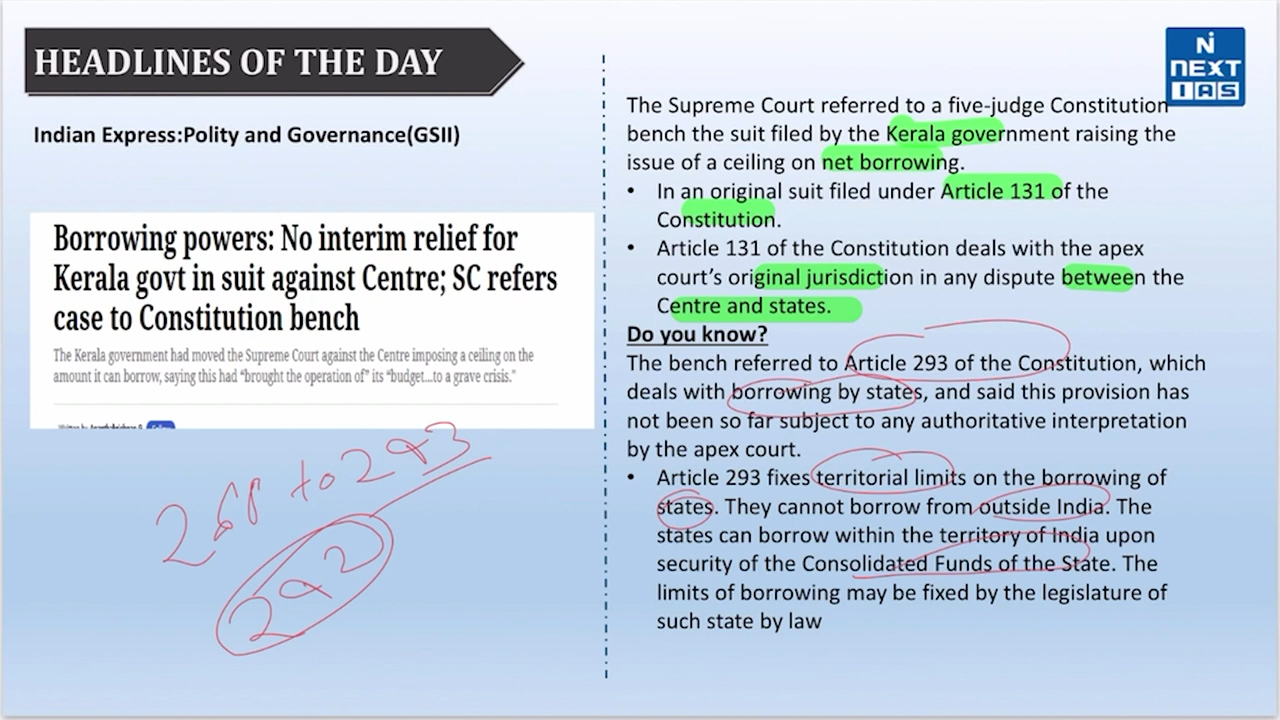 HEADLINES OF THE DAY
Indian Express:Polity and Governance(GSII)
Borrowing powers: No interim relief for
Kerala govt in suit against Centre; SC refers
case to Constitution bench
The Kerala government had moved the Supreme Court against the Centre imposing a ceiling on the
amount it can borrow, saying this had “brought the operation of” its “budget...to a grave crisis.”
to 293
292
NEXT
IAS
The Supreme Court referred to a five-judge Constitution
bench the suit filed by the Kerala government raising the
issue of a ceiling on net borrowing.
• In an original suit filed under Article 131 of the
Constitution.
• Article 131 of the Constitution deals with the apex
court’s original jurisdiction in any dispute between the
Centre and states.
Do you know?
The bench referred to Article 293 of the Constitution, which
deals with borrowing by states, and said this provision has
not been so far subject to any authoritative interpretation
by the apex court.
• Article 293 fixes territorial limits on the borrowing of
states. They cannot borrow from outside India. The
states can borrow within the territory of India upon
security of the Consolidated Funds of the State. The
limits of borrowing may be fixed by the legislature of
such state by law